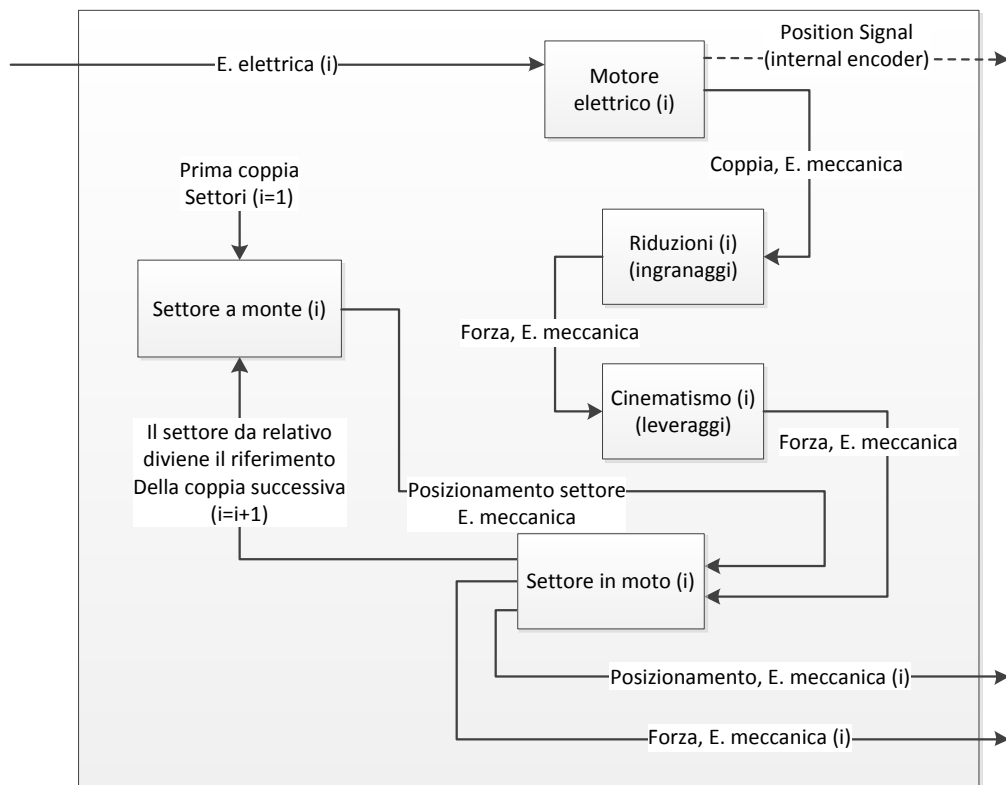 Position Signal
(internal encoder)
E. elettrica (i)
Motore
elettrico (i)
Coppia, E. meccanica
Prima coppia
Settori (i=1)
Riduzioni (i)
(ingranaggi)
Settore a monte (i)
Forza, E. meccanica
Cinematismo (i)
(leveraggi)
Forza, E. meccanica
Il settore da relativo
diviene il riferimento
Della coppia successiva
(i=i+1)
Posizionamento settore
E. meccanica
Settore in moto (i)
Posizionamento, E. meccanica (i)
Forza, E. meccanica (i)